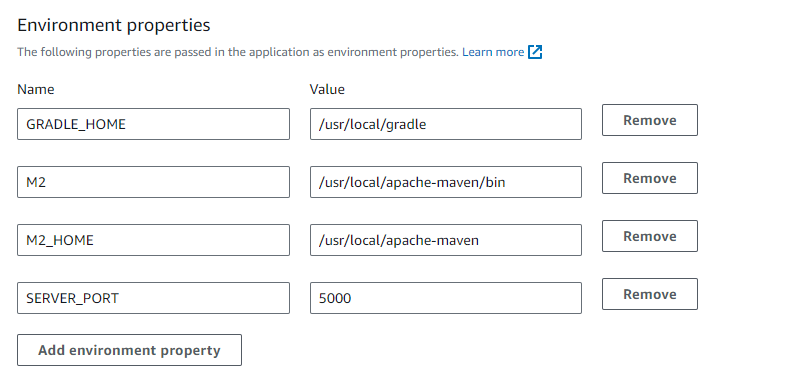 Environment properties
The following properties are passed in the application as environment properties. Learn more
Name Value
GRADLE_HOME /usr/local/gradle Remove
M2 /usr/local/apache-maven/bin Remove
M2_HOME /usr/local/apache-maven Remove
SERVER_PORT 5000 Remove
Add environment property